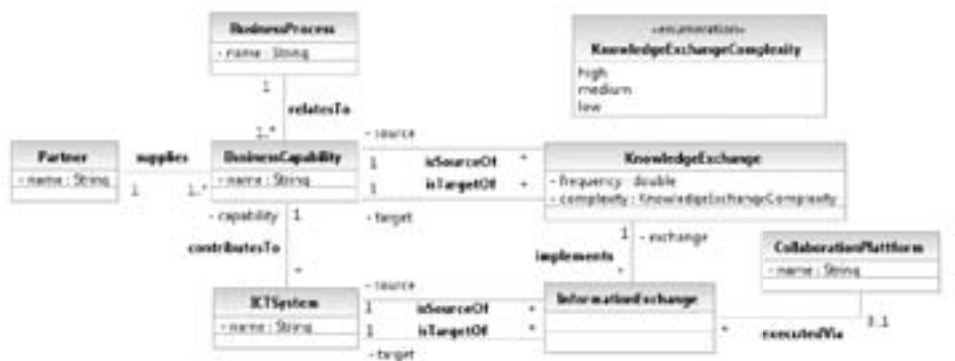 BusinessProcess
- name : String
«enumeration»
KnowledgeExchangeComplexity
high
medium
low
1
relatesTo
1..*
- source
Partner
- name : String
supplies
1
1..*
BusinessCapability
- name : String
1
isSourceOf
*
1
isTargetOf
*
KnowledgeExchange
- frequency : double
- complexity : KnowledgeExchangeComplexity
- capability
1
- target
contributesTo
*
1
- exchange
implements
*
CollaborationPlattform
- name : String
- source
ICTSystem
- name : String
1
isSourceOf
*
1
isTargetOf
*
InformationExchange
*
executedVia
0..1
- target